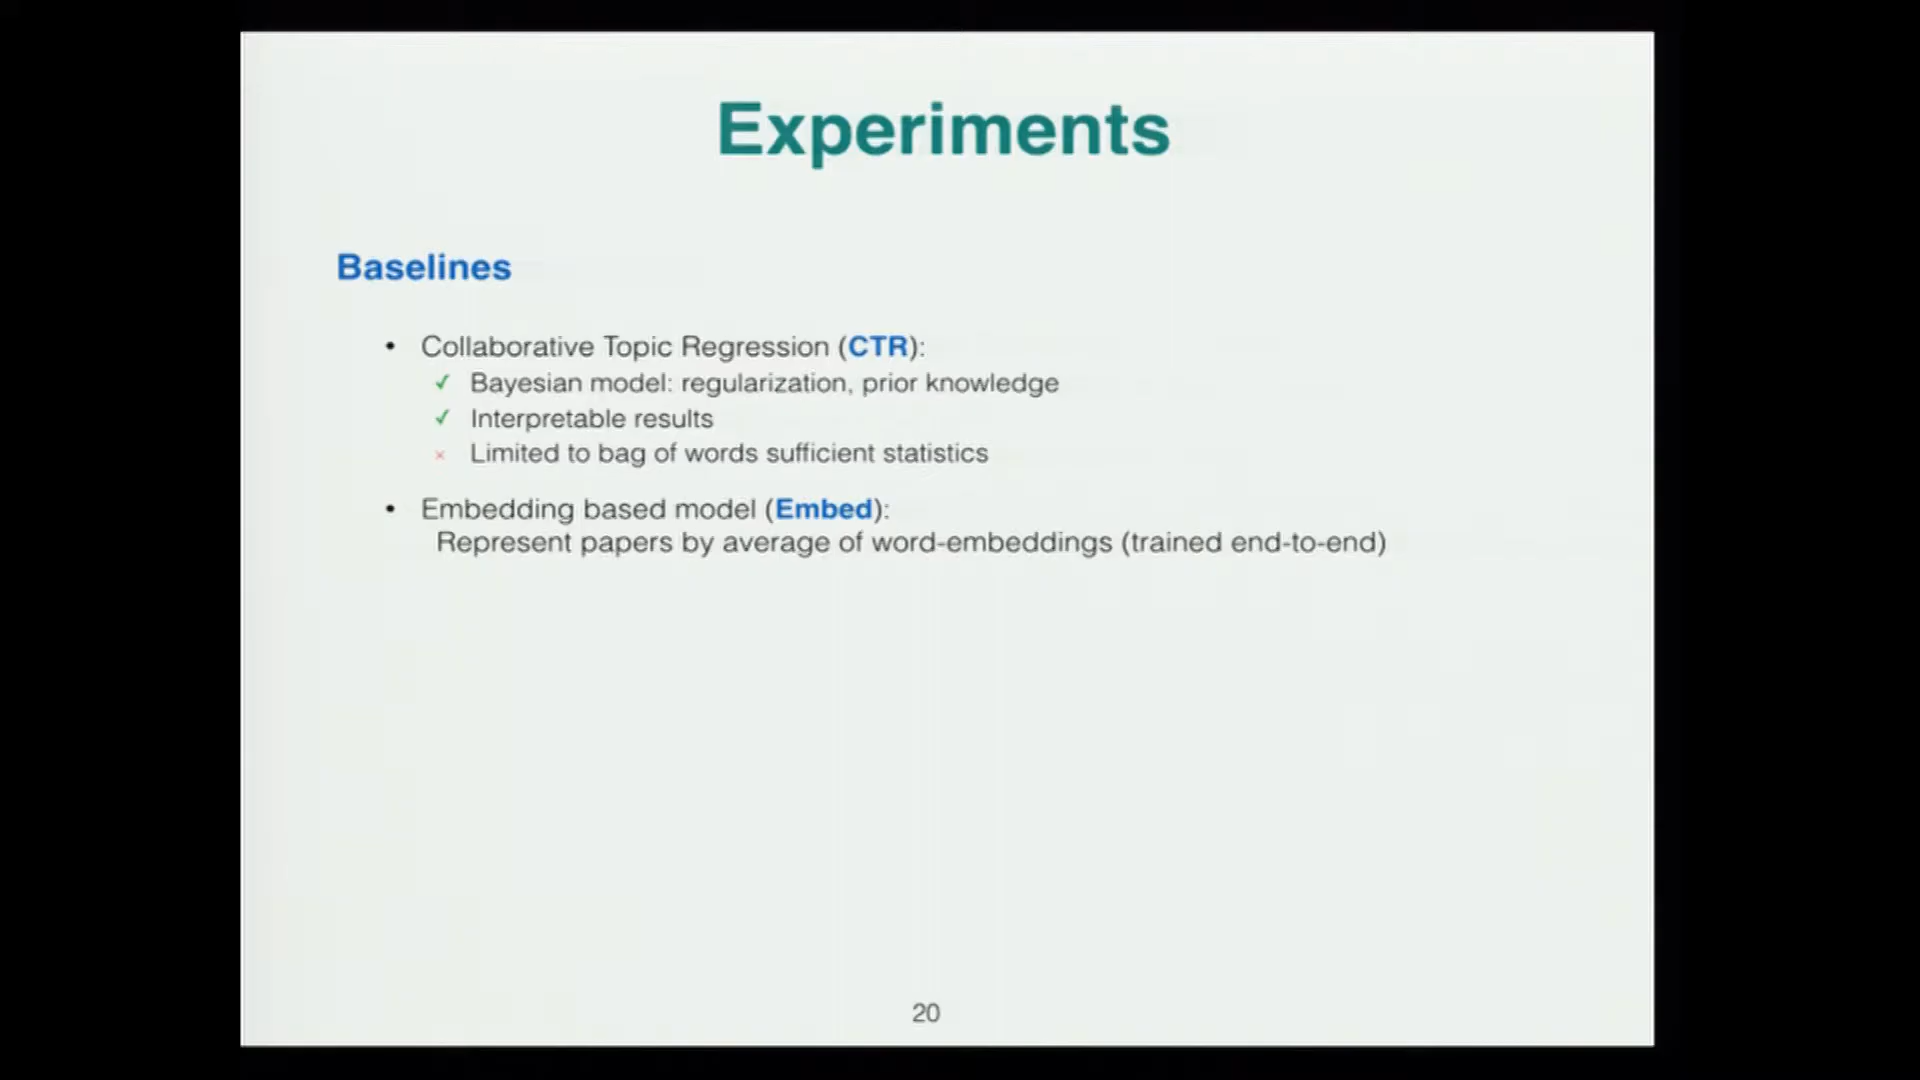 Experiments
Baselines
• Collaborative Topic Regression (CTR):
✓ Bayesian model: regularization, prior knowledge
✓ Interpretable results
× Limited to bag of words sufficient statistics
• Embedding based model (Embed):
Represent papers by average of word-embeddings (trained end-to-end)
20